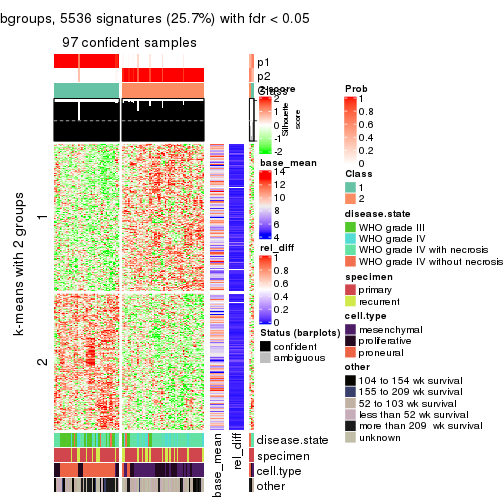 bgroups, 5536 signatures (25.7%) with fdr < 0.05
97 confident samples
p1
p2
Class
Silhouette
score
k-means with 2 groups
1
2
base_mean
rel_diff
disease.state
specimen
cell.type
other
Z-score
2
1
0
-1
-2
base_mean
14
12
10
8
6
4
rel_diff
1
0.8
0.6
0.4
0.2
0
Status (barplots)
confident
ambiguous
Prob
1
0.8
0.6
0.4
0.2
0
Class
1
2
disease.state
WHO grade III
WHO grade IV
WHO grade IV with necrosis
WHO grade IV without necrosis
specimen
primary
recurrent
cell.type
mesenchymal
proliferative
proneural
other
104 to 154 wk survival
155 to 209 wk survival
52 to 103 wk survival
less than 52 wk survival
more than 209  wk survival
unknown